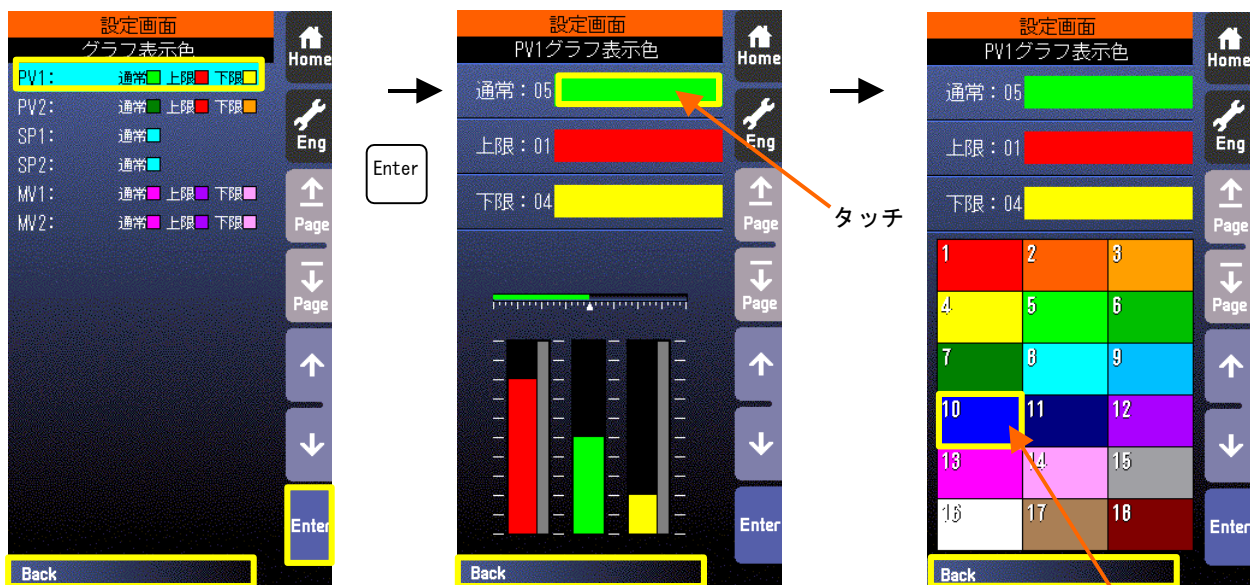 設定画面
グラフ表示色
PV1: 通常 上限 下限
PV2: 通常 上限 下限
SP1: 通常
SP2: 通常
MV1: 通常 上限 下限
MV2: 通常 上限 下限
Home
Eng
Page
Page
Enter
Back
Enter
設定画面
PV1グラフ表示色
通常:05
上限:01
下限:04
Home
Eng
Page
Page
Enter
Back
タッチ
設定画面
PV1グラフ表示色
通常:05
上限:01
下限:04
1 2 3
4 5 6
7 8 9
10 11 12
13 14 15
16 17 18
Home
Eng
Page
Page
Enter
Back